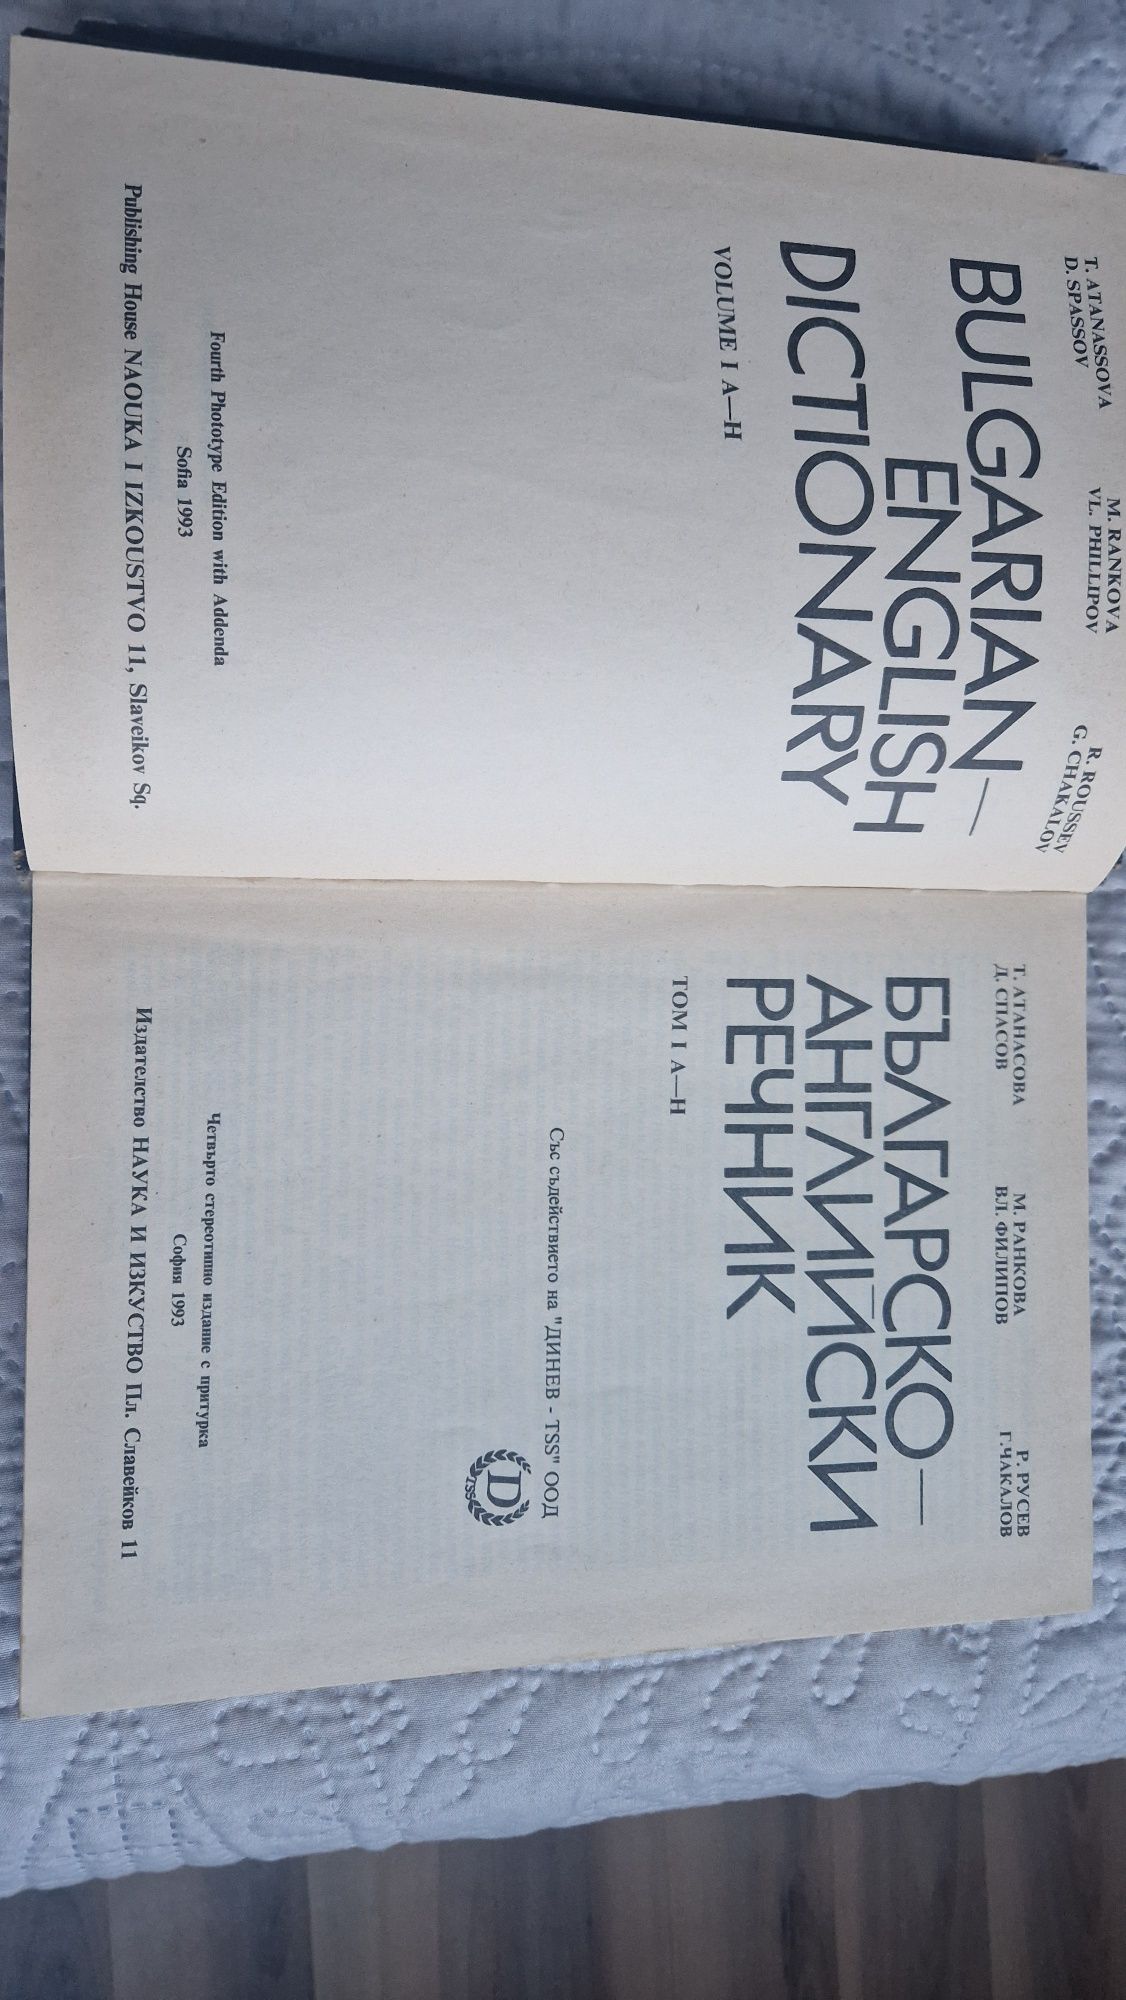 T. ATANASSOVA M. RANKOVA R. ROUSSEV
D. SPASSOV VL. PHILLIPOV G. CHAKALOV
BULGARIAN—
ENGLISH
DICTIONARY
VOLUME I A—H
Fourth Phototype Edition with Addenda
Sofia 1993
Publishing House NAOUKA I IZKOUSTVO 11, Slaveikov Sq.
Т. АТАНАСОВА М. РАНКОВА Р. РУСЕВ
Д. СПАСОВ ВЛ. ФИЛИПОВ Г.ЧАКАЛОВ
БЪЛГАРСКО—
АНГЛИЙСКИ
РЕЧНИК
ТОМ I А—Н
Със съдействието на "ДИНЕВ - TSS" ООД
D
TSS
Четвърто стереотипно издание с притурка
София 1993
Издателство НАУКА И ИЗКУСТВО Пл. Славейков 11